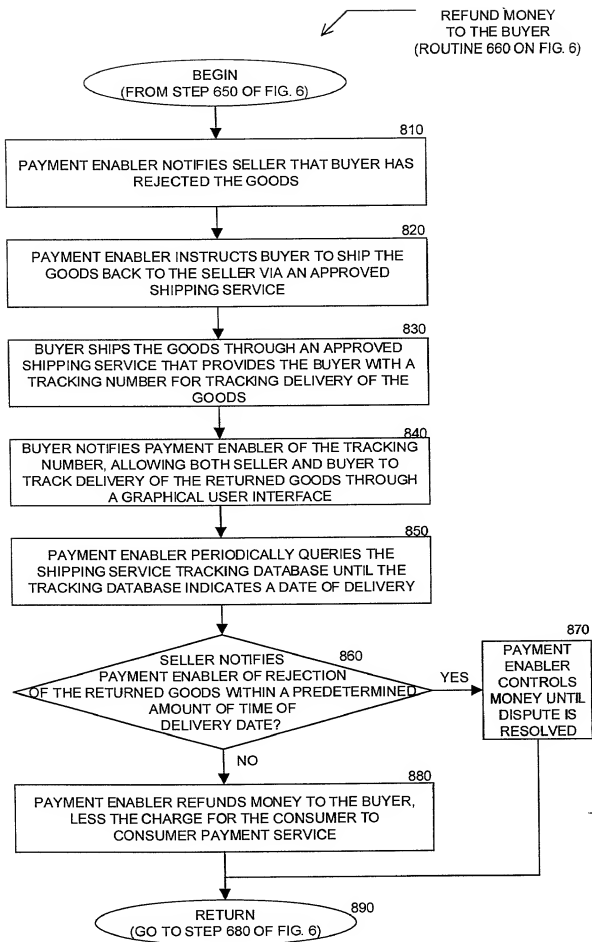 REFUND MONEY
TO THE BUYER
(ROUTINE 660 ON FIG. 6)
BEGIN
(FROM STEP 650 OF FIG. 6)
810
PAYMENT ENABLER NOTIFIES SELLER THAT BUYER HAS
REJECTED THE GOODS
820
PAYMENT ENABLER INSTRUCTS BUYER TO SHIP THE
GOODS BACK TO THE SELLER VIA AN APPROVED
SHIPPING SERVICE
830
BUYER SHIPS THE GOODS THROUGH AN APPROVED
SHIPPING SERVICE THAT PROVIDES THE BUYER WITH A
TRACKING NUMBER FOR TRACKING DELIVERY OF THE
GOODS
840
BUYER NOTIFIES PAYMENT ENABLER OF THE TRACKING
NUMBER, ALLOWING BOTH SELLER AND BUYER TO
TRACK DELIVERY OF THE RETURNED GOODS THROUGH
A GRAPHICAL USER INTERFACE
850
PAYMENT ENABLER PERIODICALLY QUERIES THE
SHIPPING SERVICE TRACKING DATABASE UNTIL THE
TRACKING DATABASE INDICATES A DATE OF DELIVERY
860
SELLER NOTIFIES
PAYMENT ENABLER OF REJECTION
OF THE RETURNED GOODS WITHIN A PREDETERMINED
AMOUNT OF TIME OF
DELIVERY DATE?
YES
870
PAYMENT
ENABLER
CONTROLS
MONEY UNTIL
DISPUTE IS
RESOLVED
NO
880
PAYMENT ENABLER REFUNDS MONEY TO THE BUYER,
LESS THE CHARGE FOR THE CONSUMER TO
CONSUMER PAYMENT SERVICE
RETURN
(GO TO STEP 680 OF FIG. 6)
890